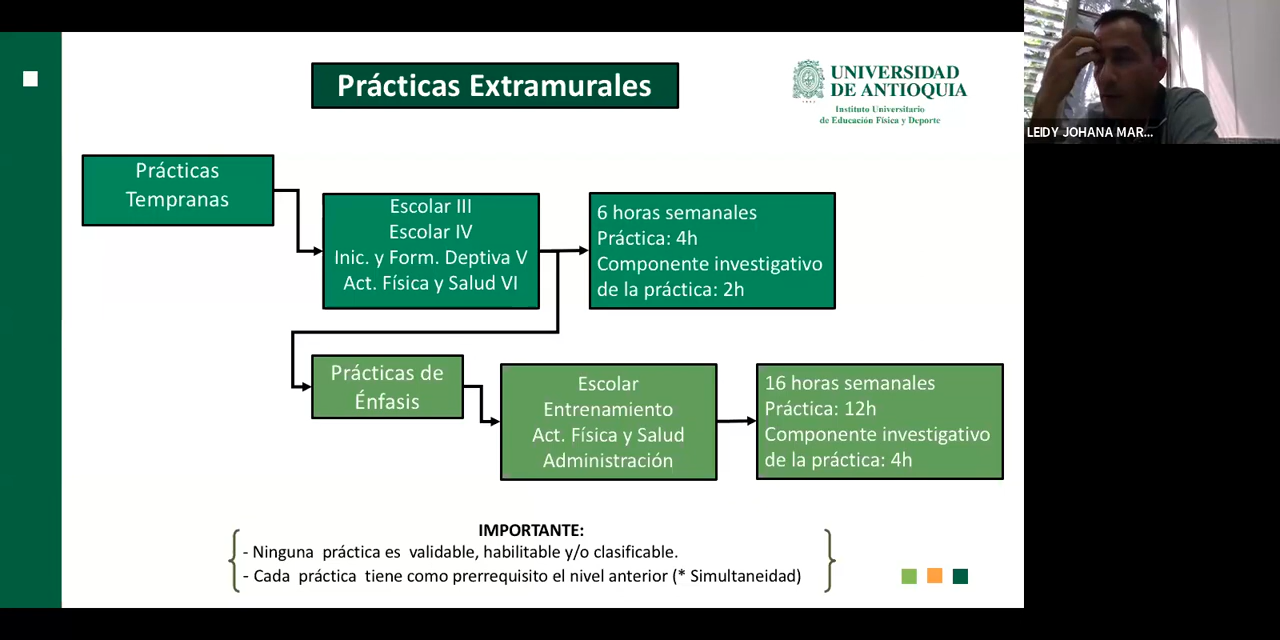 Prácticas Extramurales
UNIVERSIDAD
DE ANTIOQUIA
Instituto Universitario
de Educación Física y Deporte
LEIDY JOHANA MAR...
Prácticas
Tempranas
Escolar III
Escolar IV
Inic. y Form. Deptiva V
Act. Física y Salud VI
6 horas semanales
Práctica: 4h
Componente investigativo
de la práctica: 2h
Prácticas de
Énfasis
Escolar
Entrenamiento
Act. Física y Salud
Administración
16 horas semanales
Práctica: 12h
Componente investigativo
de la práctica: 4h
IMPORTANTE:
- Ninguna práctica es validable, habilitable y/o clasificable.
- Cada práctica tiene como prerrequisito el nivel anterior (* Simultaneidad)